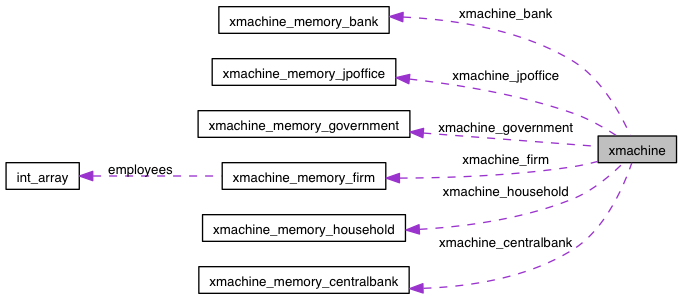 xmachine_memory_bank
xmachine_bank
xmachine_memory_jpoffice
xmachine_jpoffice
xmachine_memory_government
xmachine_government
xmachine
int_array
employees
xmachine_memory_firm
xmachine_firm
xmachine_household
xmachine_memory_household
xmachine_centralbank
xmachine_memory_centralbank